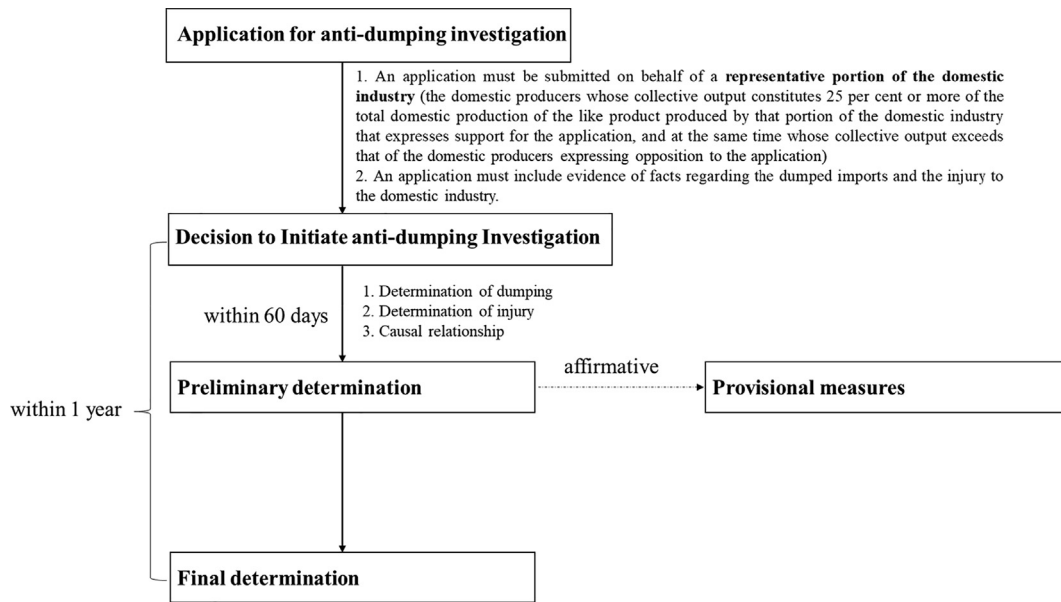 Application for anti-dumping investigation
1. An application must be submitted on behalf of a representative portion of the domestic
industry (the domestic producers whose collective output constitutes 25 per cent or more of the
total domestic production of the like product produced by that portion of the domestic industry
that expresses support for the application, and at the same time whose collective output exceeds
that of the domestic producers expressing opposition to the application)
2. An application must include evidence of facts regarding the dumped imports and the injury to
the domestic industry.
Decision to Initiate anti-dumping Investigation
within 60 days
1. Determination of dumping
2. Determination of injury
3. Causal relationship
Preliminary determination
affirmative
Provisional measures
within 1 year
Final determination